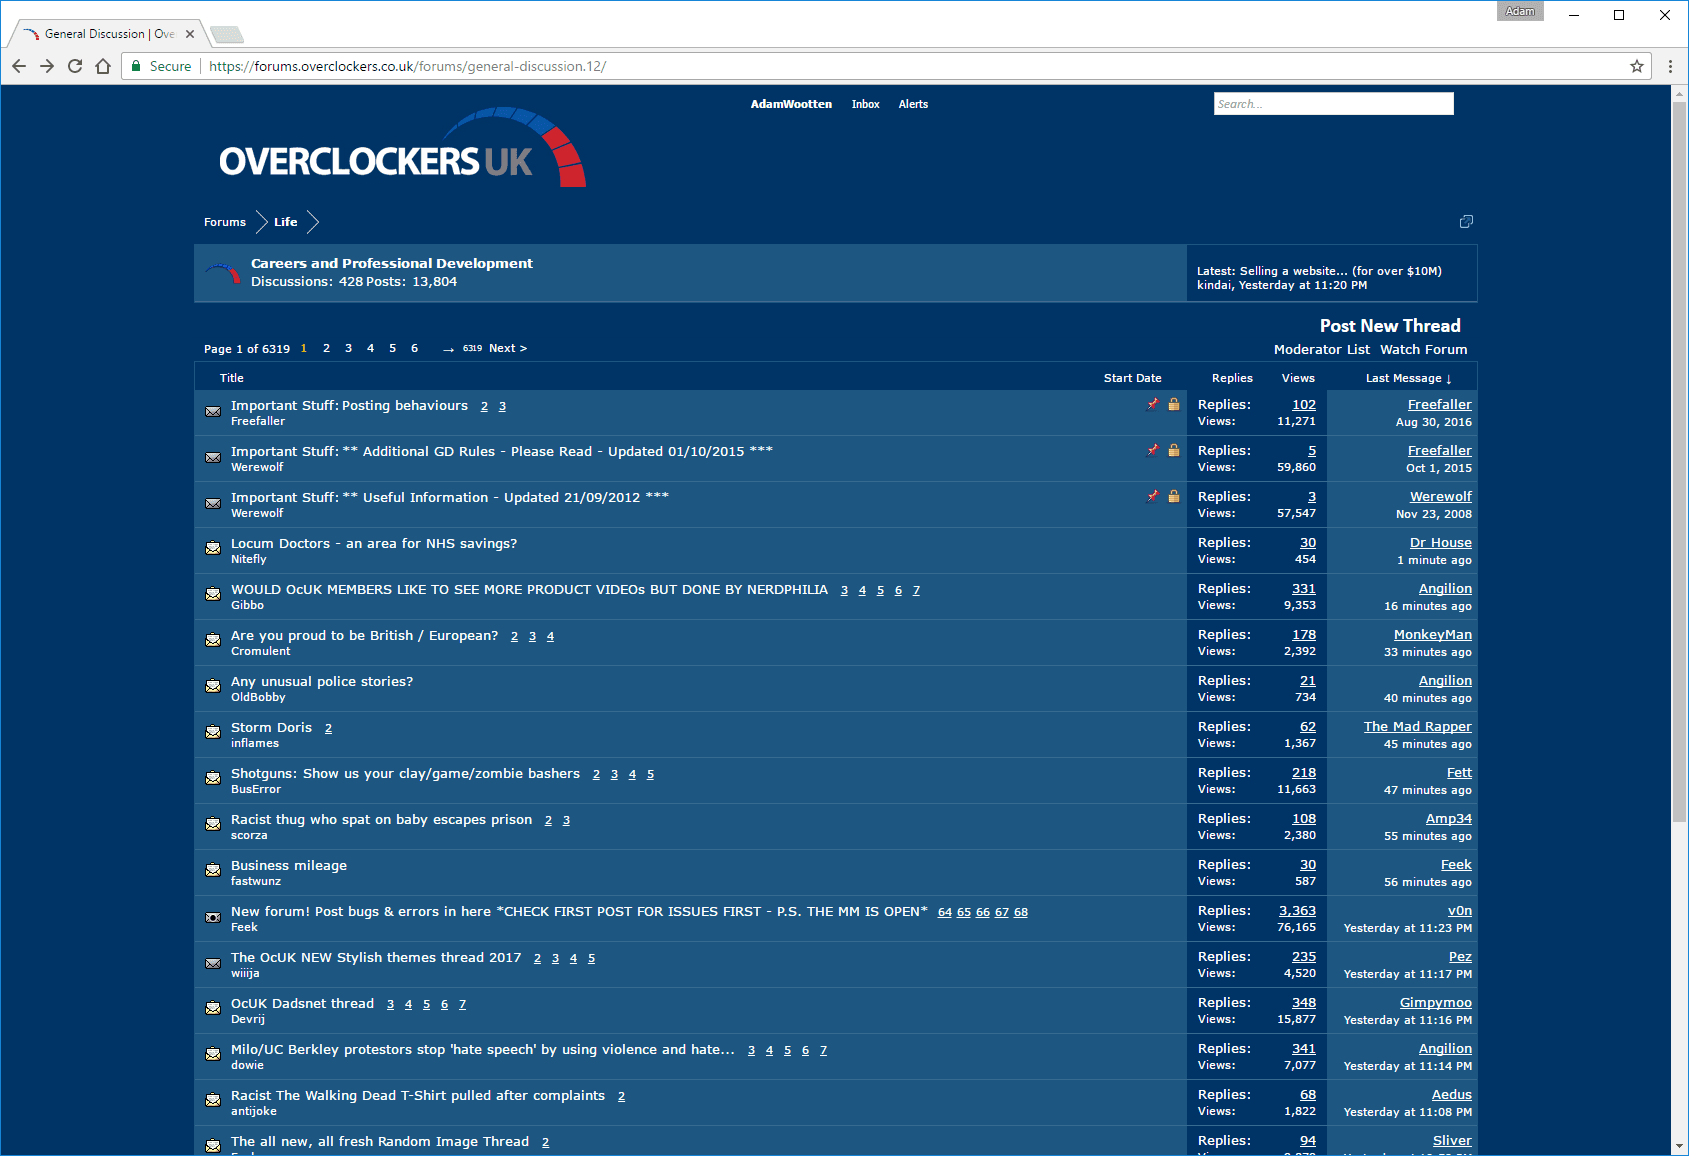 Adam
General Discussion | Ove
Secure https://forums.overclockers.co.uk/forums/general-discussion.12/
AdamWootten Inbox Alerts Search...
OVERCLOCKERS UK
Forums Life
Careers and Professional Development
Discussions: 428 Posts: 13,804
Latest: Selling a website... (for over $10M)
kindai, Yesterday at 11:20 PM
Post New Thread
Page 1 of 6319 1 2 3 4 5 6 → 6319 Next >
Moderator List Watch Forum
Title Start Date Replies Views Last Message ↓
Important Stuff: Posting behaviours 2 3 Replies: 102 Freefaller
Freefaller Views: 11,271 Aug 30, 2016
Important Stuff: ** Additional GD Rules - Please Read - Updated 01/10/2015 *** Replies: 5 Freefaller
Werewolf Views: 59,860 Oct 1, 2015
Important Stuff: ** Useful Information - Updated 21/09/2012 *** Replies: 3 Werewolf
Werewolf Views: 57,547 Nov 23, 2008
Locum Doctors - an area for NHS savings? Replies: 30 Dr House
Nitefly Views: 454 1 minute ago
WOULD OcUK MEMBERS LIKE TO SEE MORE PRODUCT VIDEOs BUT DONE BY NERDPHILIA 3 4 5 6 7 Replies: 331 Angilion
Gibbo Views: 9,353 16 minutes ago
Are you proud to be British / European? 2 3 4 Replies: 178 MonkeyMan
Cromulent Views: 2,392 33 minutes ago
Any unusual police stories? Replies: 21 Angilion
OldBobby Views: 734 40 minutes ago
Storm Doris 2 Replies: 62 The Mad Rapper
inflames Views: 1,367 45 minutes ago
Shotguns: Show us your clay/game/zombie bashers 2 3 4 5 Replies: 218 Fett
BusError Views: 11,663 47 minutes ago
Racist thug who spat on baby escapes prison 2 3 Replies: 108 Amp34
scorza Views: 2,380 55 minutes ago
Business mileage Replies: 30 Feek
fastwunz Views: 587 56 minutes ago
New forum! Post bugs & errors in here *CHECK FIRST POST FOR ISSUES FIRST - P.S. THE MM IS OPEN* 64 65 66 67 68 Replies: 3,363 v0n
Feek Views: 76,165 Yesterday at 11:23 PM
The OcUK NEW Stylish themes thread 2017 2 3 4 5 Replies: 235 Pez
wiiija Views: 4,520 Yesterday at 11:17 PM
OcUK Dadsnet thread 3 4 5 6 7 Replies: 348 Gimpymoo
Devrij Views: 15,877 Yesterday at 11:16 PM
Milo/UC Berkley protestors stop 'hate speech' by using violence and hate... 3 4 5 6 7 Replies: 341 Angilion
dowie Views: 7,077 Yesterday at 11:14 PM
Racist The Walking Dead T-Shirt pulled after complaints 2 Replies: 68 Aedus
antijoke Views: 1,822 Yesterday at 11:08 PM
The all new, all fresh Random Image Thread 2 Replies: 94 Sliver